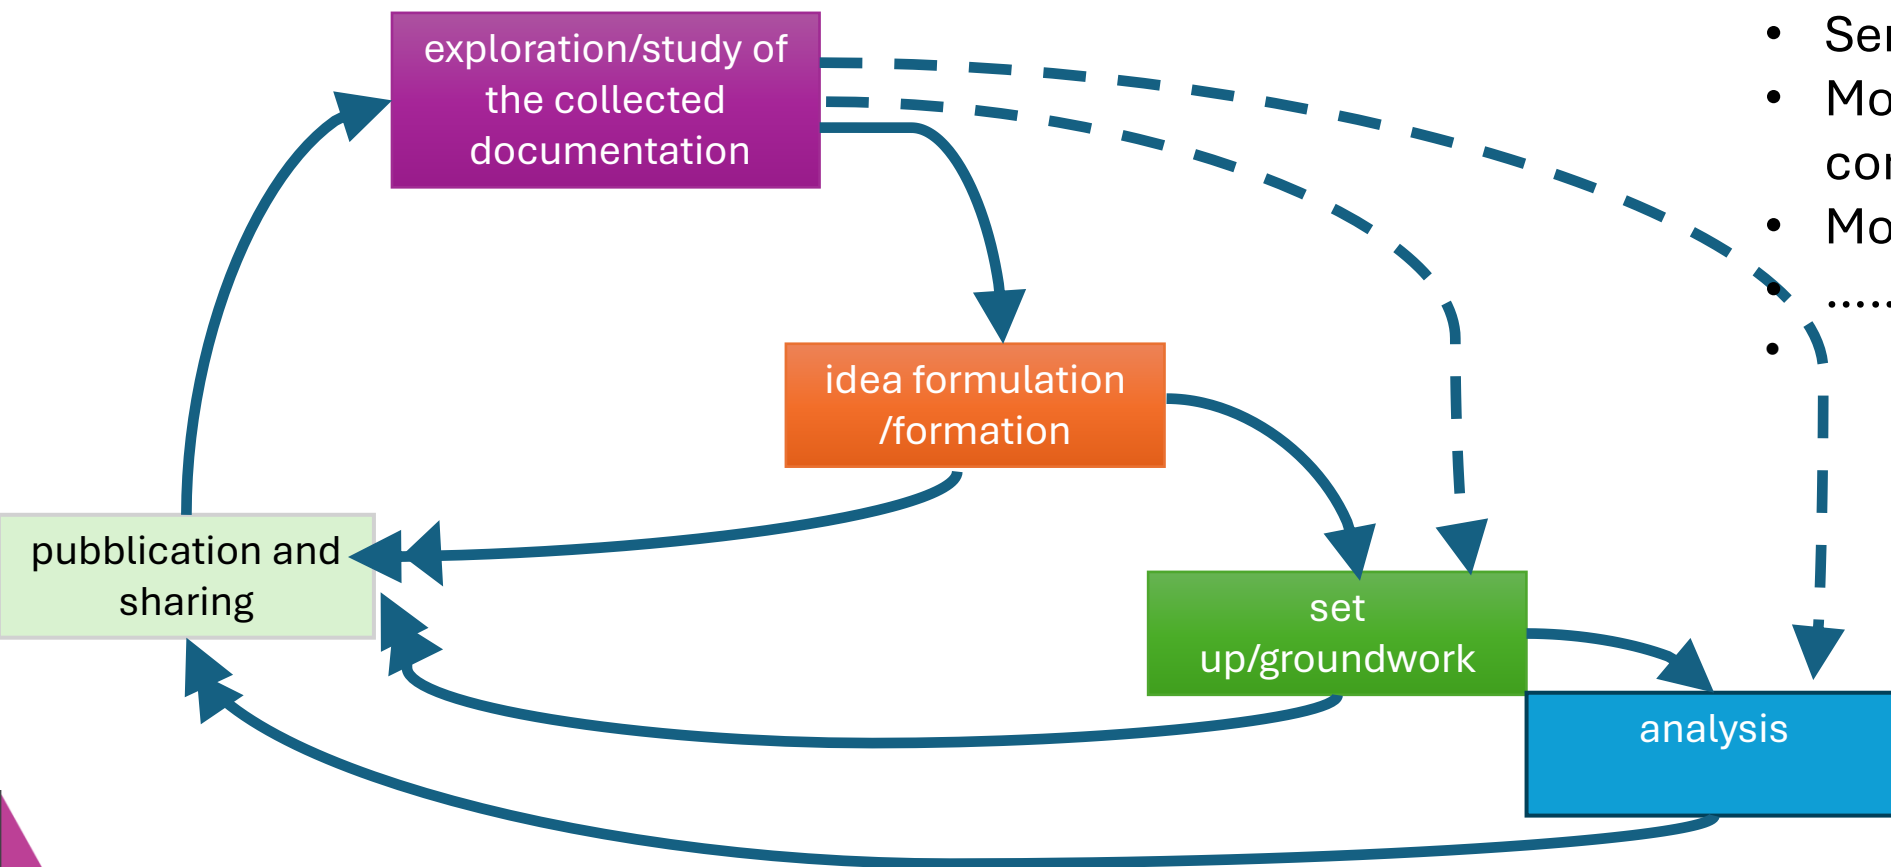 exploration/study of
the collected
documentation
idea formulation
/formation
pubblication and
sharing
set
up/groundwork
analysis
•
•
•
• .....
•